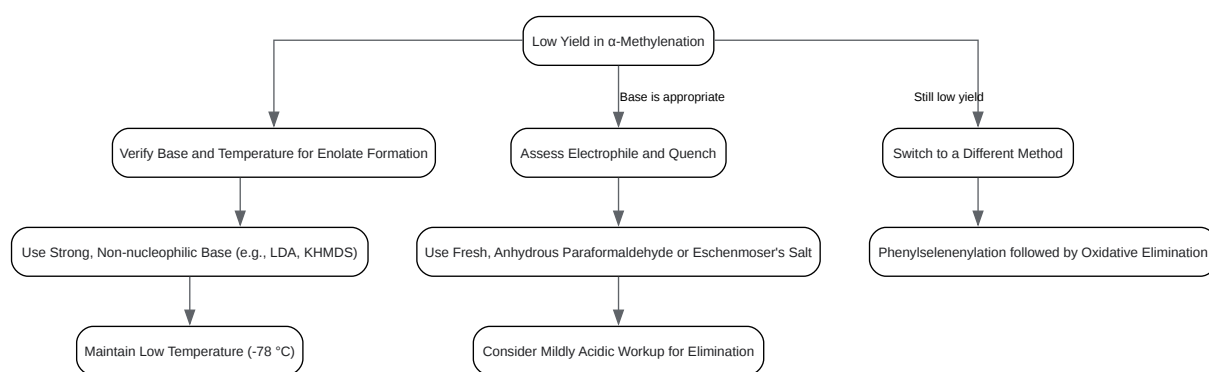 Low Yield in α-Methylenation
Base is appropriate
Still low yield
Verify Base and Temperature for Enolate Formation
Assess Electrophile and Quench
Switch to a Different Method
Use Strong, Non-nucleophilic Base (e.g., LDA, KHMDS)
Use Fresh, Anhydrous Paraformaldehyde or Eschenmoser's Salt
Phenylselenenylation followed by Oxidative Elimination
Maintain Low Temperature (-78 °C)
Consider Mildly Acidic Workup for Elimination